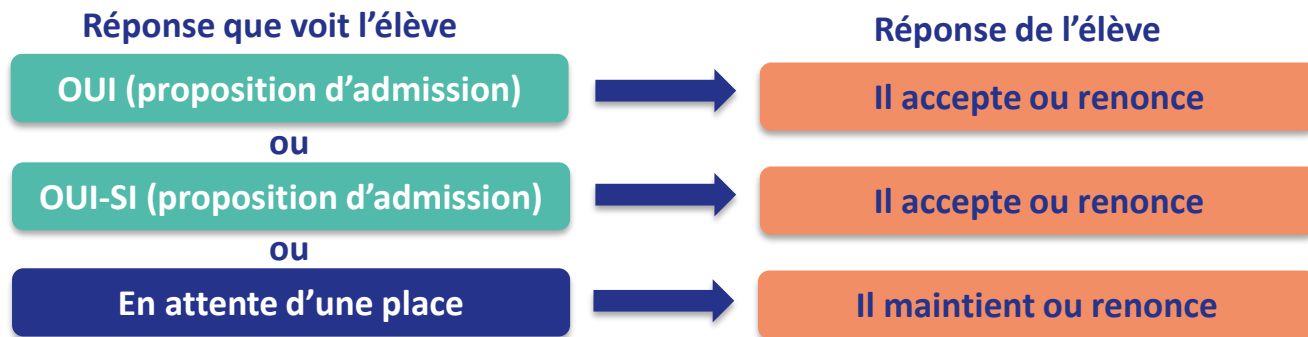 Réponse que voit l’élève
Réponse de l’élève
OUI (proposition d’admission)
Il accepte ou renonce
ou
OUI-SI (proposition d’admission)
Il accepte ou renonce
ou
En attente d’une place
Il maintient ou renonce